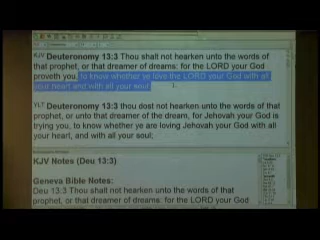 KJV Deuteronomy 13:3 Thou shalt not hearken unto the words of
that prophet, or that dreamer of dreams: for the LORD your God
proveth you, to know whether ye love the LORD your God with all
your heart and with all your soul.
YLT Deuteronomy 13:3 thou dost not hearken unto the words of that
prophet, or unto that dreamer of the dream, for Jehovah your God is
trying you, to know whether ye are loving Jehovah your God with all
your heart, and with all your soul;
KJV Notes (Deu 13:3)
Geneva Bible Notes:
Deu 13:3 Thou shalt not hearken unto the words of that
prophet, or that dreamer of dreams: for the LORD your God